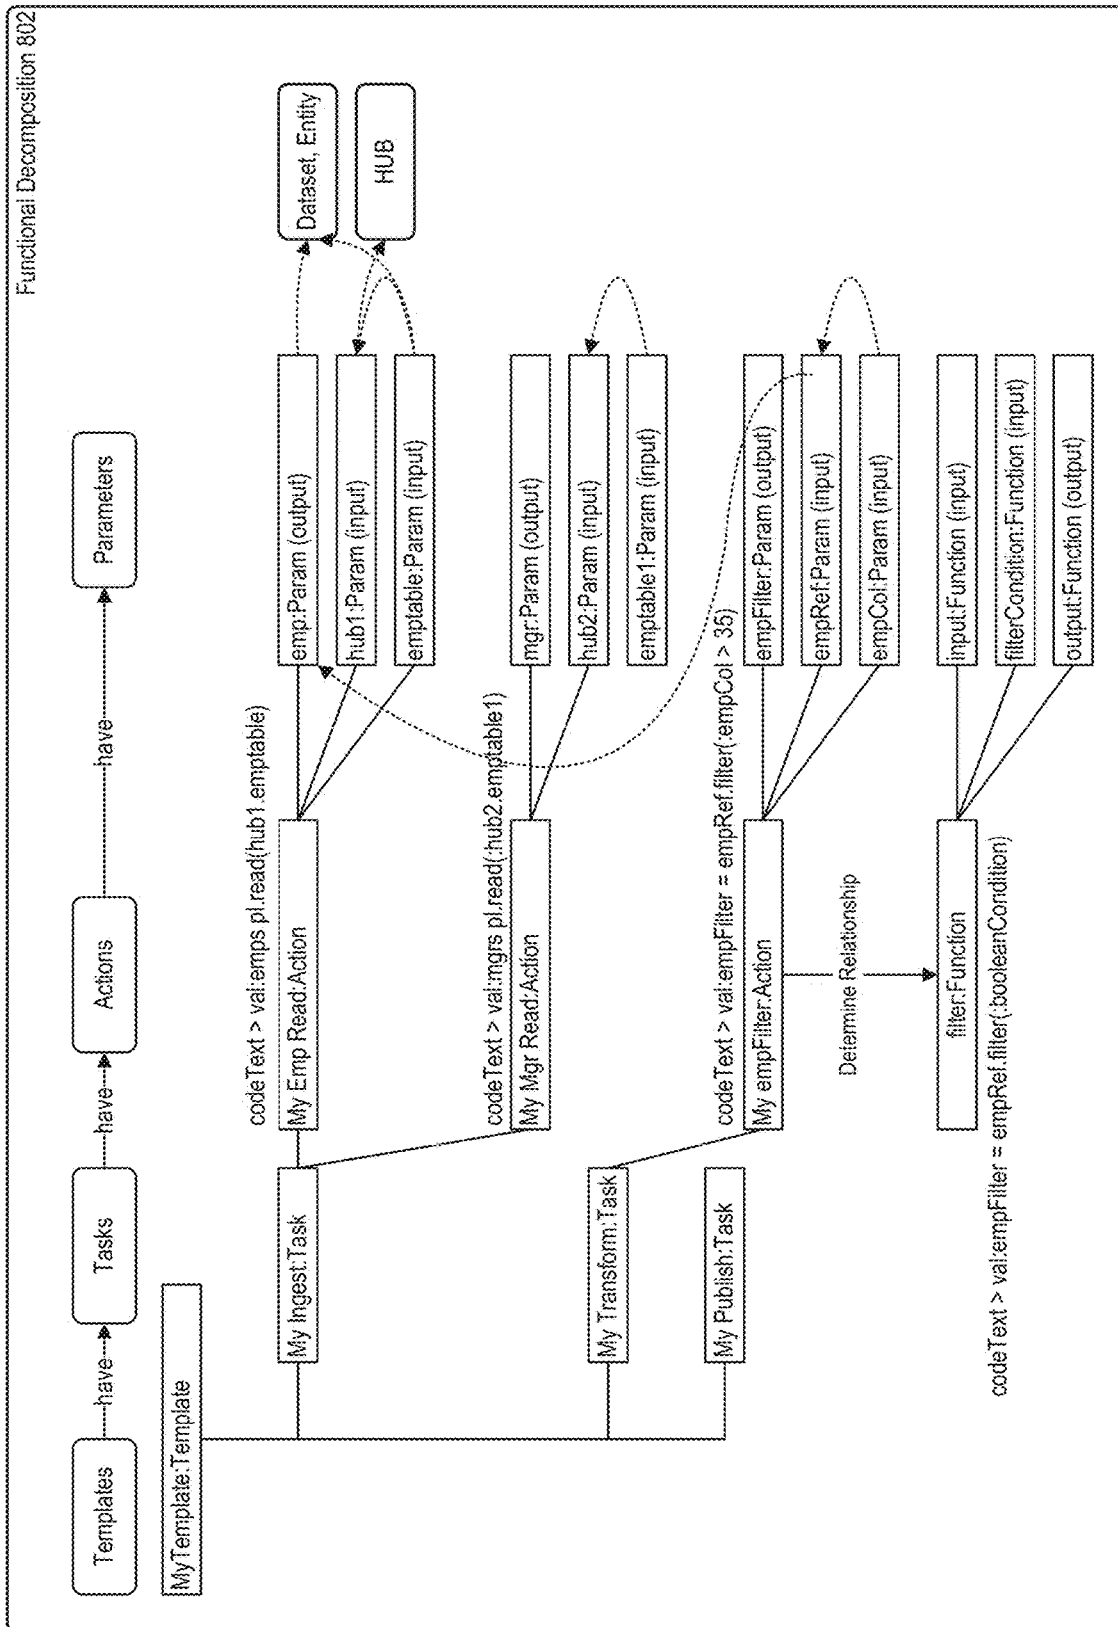 Functional Decomposition 802
Templates
have
Tasks
have
Actions
have
Parameters
MyTemplate:Template
codeText > val:emps pl.read(hub1.emptable)
My Ingest:Task
My Emp Read:Action
emp:Param (output)
Dataset, Entity
hub1:Param (input)
HUB
emptable:Param (input)
codeText > val:mgrs pl.read(:hub2.emptable1)
My Mgr Read:Action
mgr:Param (output)
hub2:Param (input)
My Transform:Task
emptable1:Param (input)
codeText > val:empFilter = empRef.filter(:empCol > 35)
My Publish:Task
My empFilter:Action
empFilter:Param (output)
empRef:Param (input)
Determine Relationship
empCol:Param (input)
filter:Function
input:Function (input)
codeText > val:empFilter = empRef.filter(:booleanCondition)
filterCondition:Function (input)
output:Function (output)